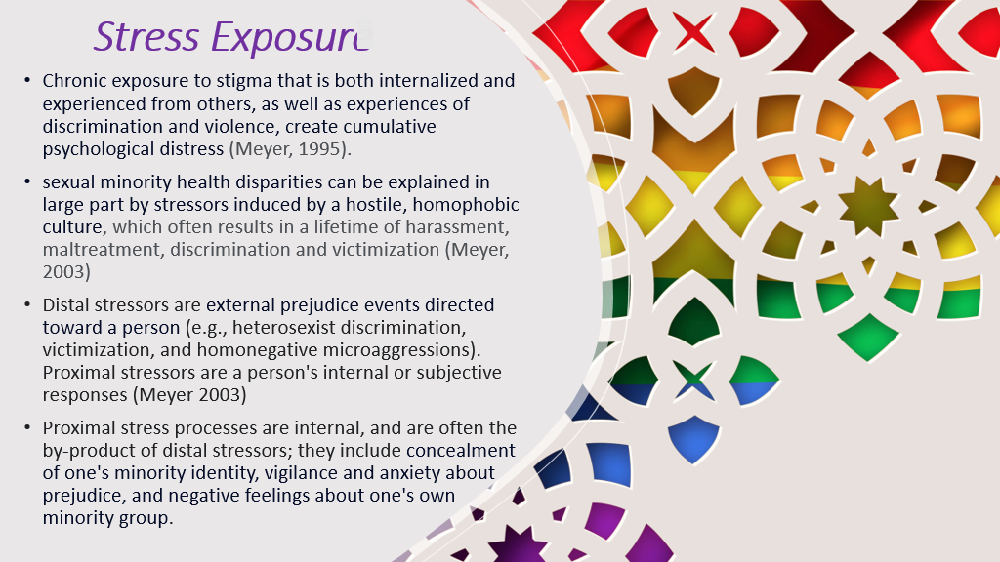 Stress Exposure
• Chronic exposure to stigma that is both internalized and
experienced from others, as well as experiences of
discrimination and violence, create cumulative
psychological distress (Meyer, 1995).
• sexual minority health disparities can be explained in
large part by stressors induced by a hostile, homophobic
culture, which often results in a lifetime of harassment,
maltreatment, discrimination and victimization (Meyer,
2003)
• Distal stressors are external prejudice events directed
toward a person (e.g., heterosexist discrimination,
victimization, and homonegative microaggressions).
Proximal stressors are a person's internal or subjective
responses (Meyer 2003)
• Proximal stress processes are internal, and are often the
by-product of distal stressors; they include concealment
of one's minority identity, vigilance and anxiety about
prejudice, and negative feelings about one's own
minority group.